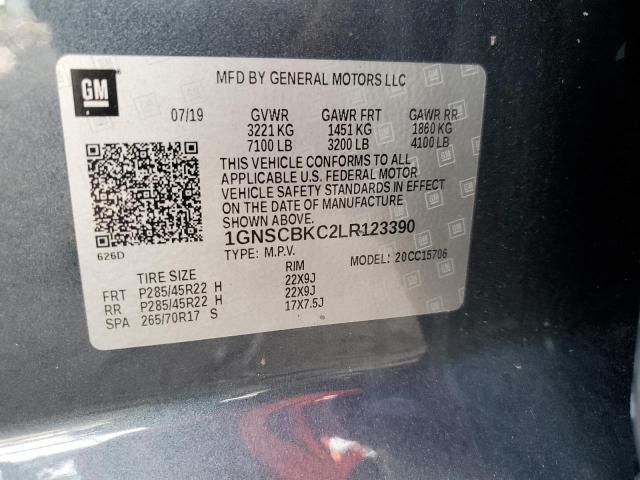 GM
MFD BY GENERAL MOTORS LLC
07/19 GVWR GAWR FRT GAWR RR
3221 KG 1451 KG 1860 KG
7100 LB 3200 LB 4100 LB
THIS VEHICLE CONFORMS TO ALL
APPLICABLE U.S. FEDERAL MOTOR
VEHICLE SAFETY STANDARDS IN EFFECT
ON THE DATE OF MANUFACTURE
SHOWN ABOVE.
626D
1GNSCBKC2LR123390
TYPE: M.P.V. MODEL: 20CC15706
TIRE SIZE RIM
FRT P285/45R22 H 22X9J
RR P285/45R22 H 22X9J
SPA 265/70R17 S 17X7.5J